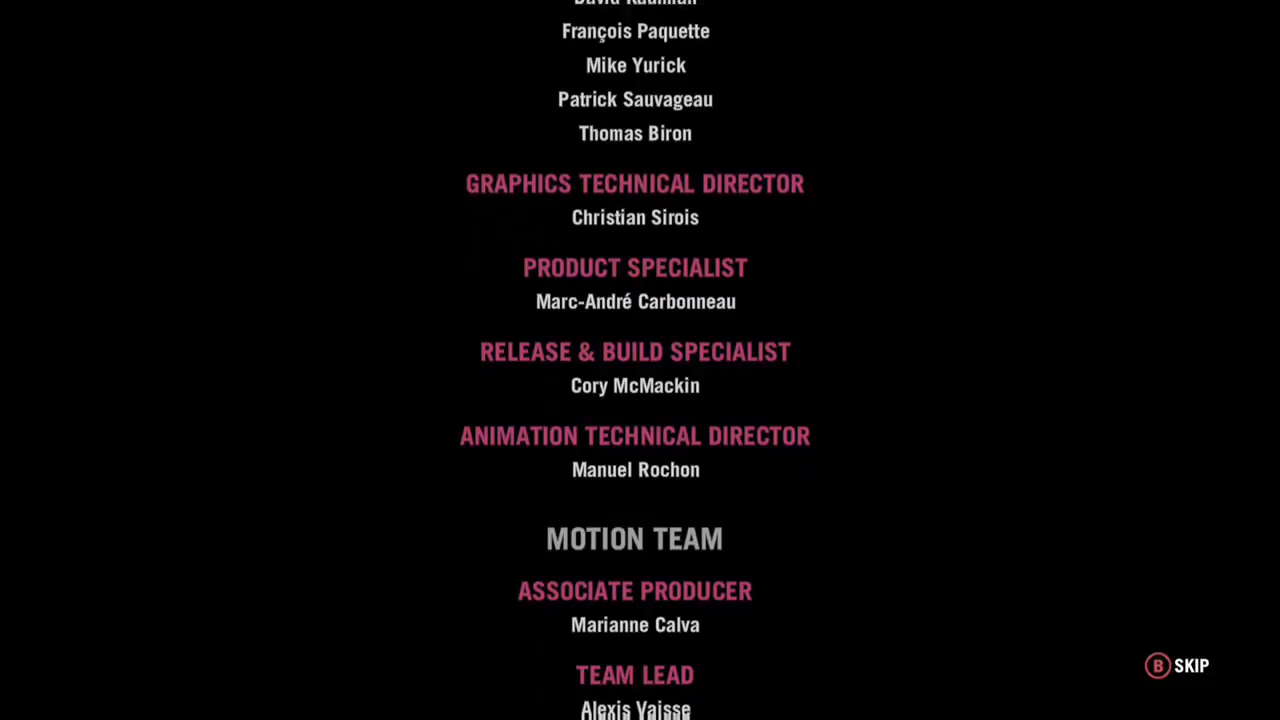 David Kaufman
François Paquette
Mike Yurick
Patrick Sauvageau
Thomas Biron
GRAPHICS TECHNICAL DIRECTOR
Christian Sirois
PRODUCT SPECIALIST
Marc-André Carbonneau
RELEASE & BUILD SPECIALIST
Cory McMackin
ANIMATION TECHNICAL DIRECTOR
Manuel Rochon
MOTION TEAM
ASSOCIATE PRODUCER
Marianne Calva
TEAM LEAD
Alexis Vaisse
B SKIP